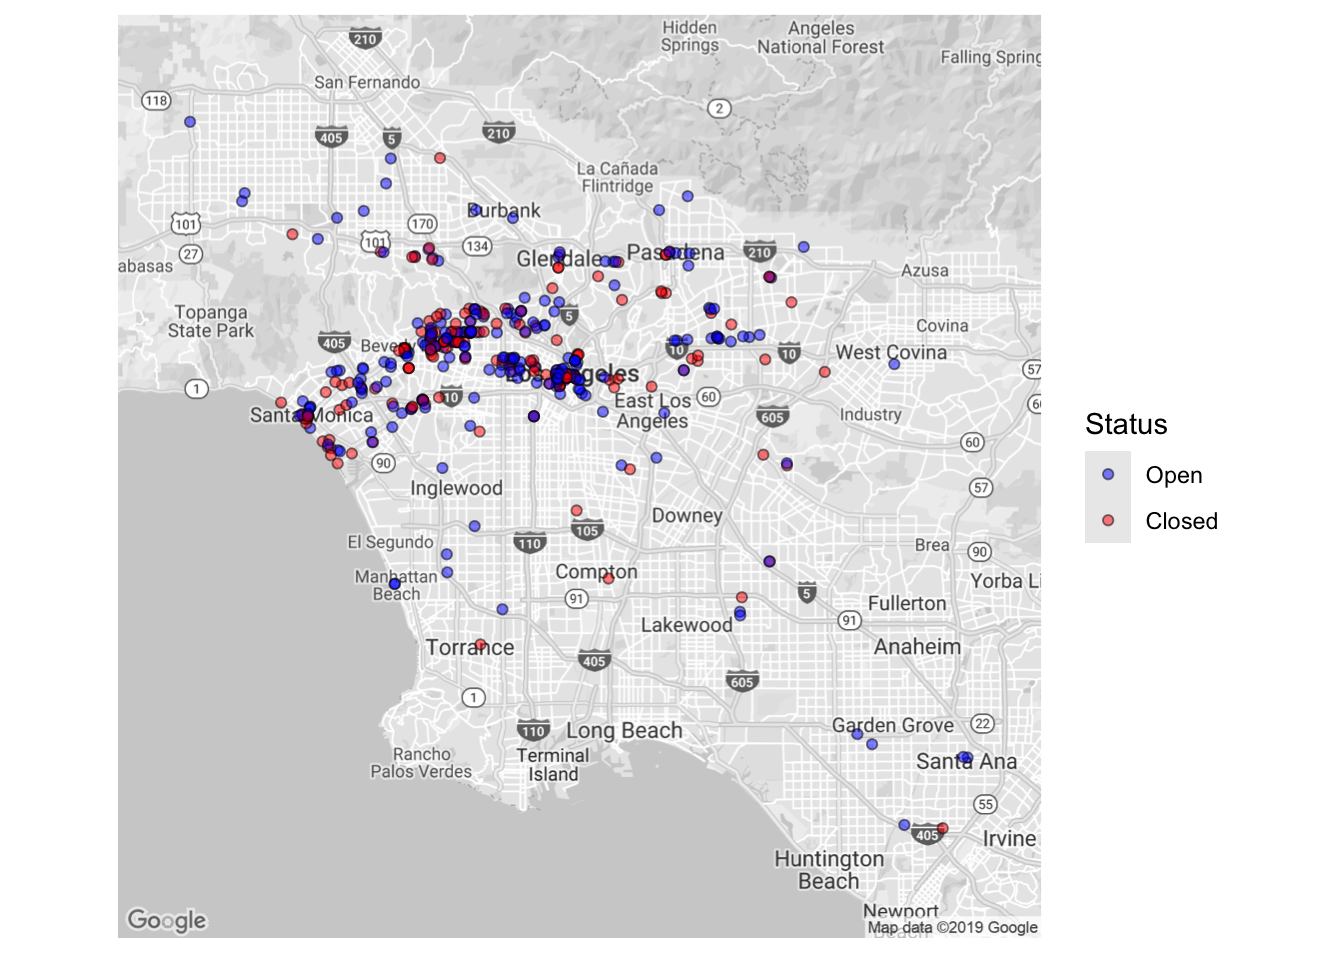 Hidden
Springs
Angeles
National Forest
210
Falling Spring
San Fernando
118
2
405
5
210
La Cañada
Flintridge
Burbank
101
170
101
134
27
abasas
Glendale
Pasadena
210
Azusa
Topanga
State Park
5
Covina
405
Beve
10
10
West Covina
57
1
Los Angeles
10
60
6
Santa Monica
East Los
Angeles
605
Industry
60
90
Inglewood
57
Downey
El Segundo
110
105
Brea
90
Manhattan
Beach
Compton
Yorba Li
91
5
Fullerton
Lakewood
91
Torrance
Anaheim
405
605
1
110
Long Beach
Garden Grove
22
Rancho
Palos Verdes
Terminal
Island
Santa Ana
55
405
Irvine
Huntington
Beach
Newport
Beach
Google
Map data ©2019 Google
Status
Open
Closed